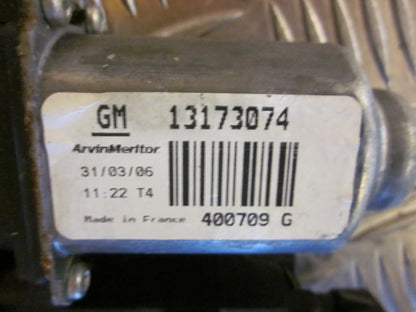 GM 13173074
ArvinMeritor
31/03/06
11:22 T4
Made in France 400709 G